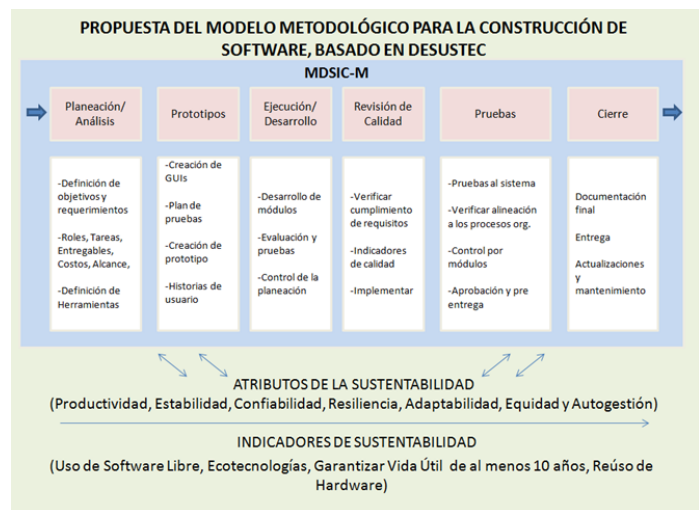 PROPUESTA DEL MODELO METODOLÓGICO PARA LA CONSTRUCCIÓN DE
SOFTWARE, BASADO EN DESUSTEC
MDSIC-M
Planeación/
Análisis
Prototipos
Ejecución/
Desarrollo
Revisión de
Calidad
Pruebas
Cierre
-Definición de
objetivos y
requerimientos
-Roles, Tareas,
Entregables,
Costos, Alcance,
-Definición de
Herramientas
-Creación de
GUIs
-Plan de
pruebas
-Creación de
prototipo
-Historias de
usuario
-Desarrollo de
módulos
-Evaluación y
pruebas
-Control de la
planeación
-Verificar
cumplimiento
de requisitos
-Indicadores
de calidad
-Implementar
-Pruebas al sistema
-Verificar alineación
a los procesos org.
-Control por
módulos
-Aprobación y pre
entrega
Documentación
final
Entrega
Actualizaciones
y
mantenimiento
ATRIBUTOS DE LA SUSTENTABILIDAD
(Productividad, Estabilidad, Confiabilidad, Resiliencia, Adaptabilidad, Equidad y Autogestión)
INDICADORES DE SUSTENTABILIDAD
(Uso de Software Libre, Ecotecnologías, Garantizar Vida Útil de al menos 10 años, Reúso de
Hardware)